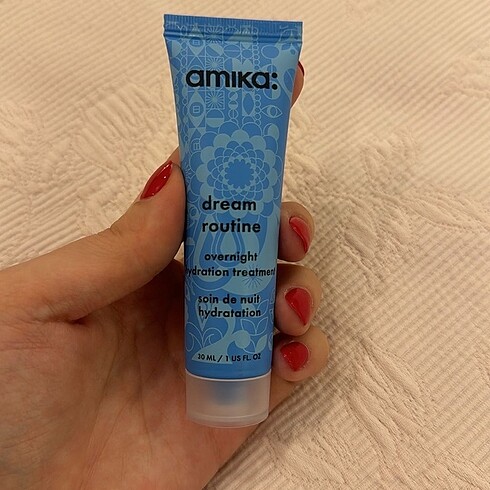 amika:
dream
routine
overnight
hydration treatment
soin de nuit
hydratation
30 ML / 1 US FL. OZ